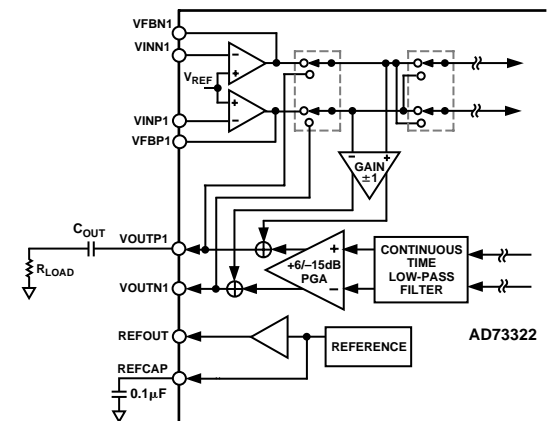 VFBN1
VINN1
VREF
VINP1
VFBP1
GAIN
±1
COUT
VOUTP1
RLOAD
+6/–15dB
PGA
CONTINUOUS
TIME
LOW-PASS
FILTER
VOUTN1
AD73322
REFOUT
REFERENCE
REFCAP
0.1µF